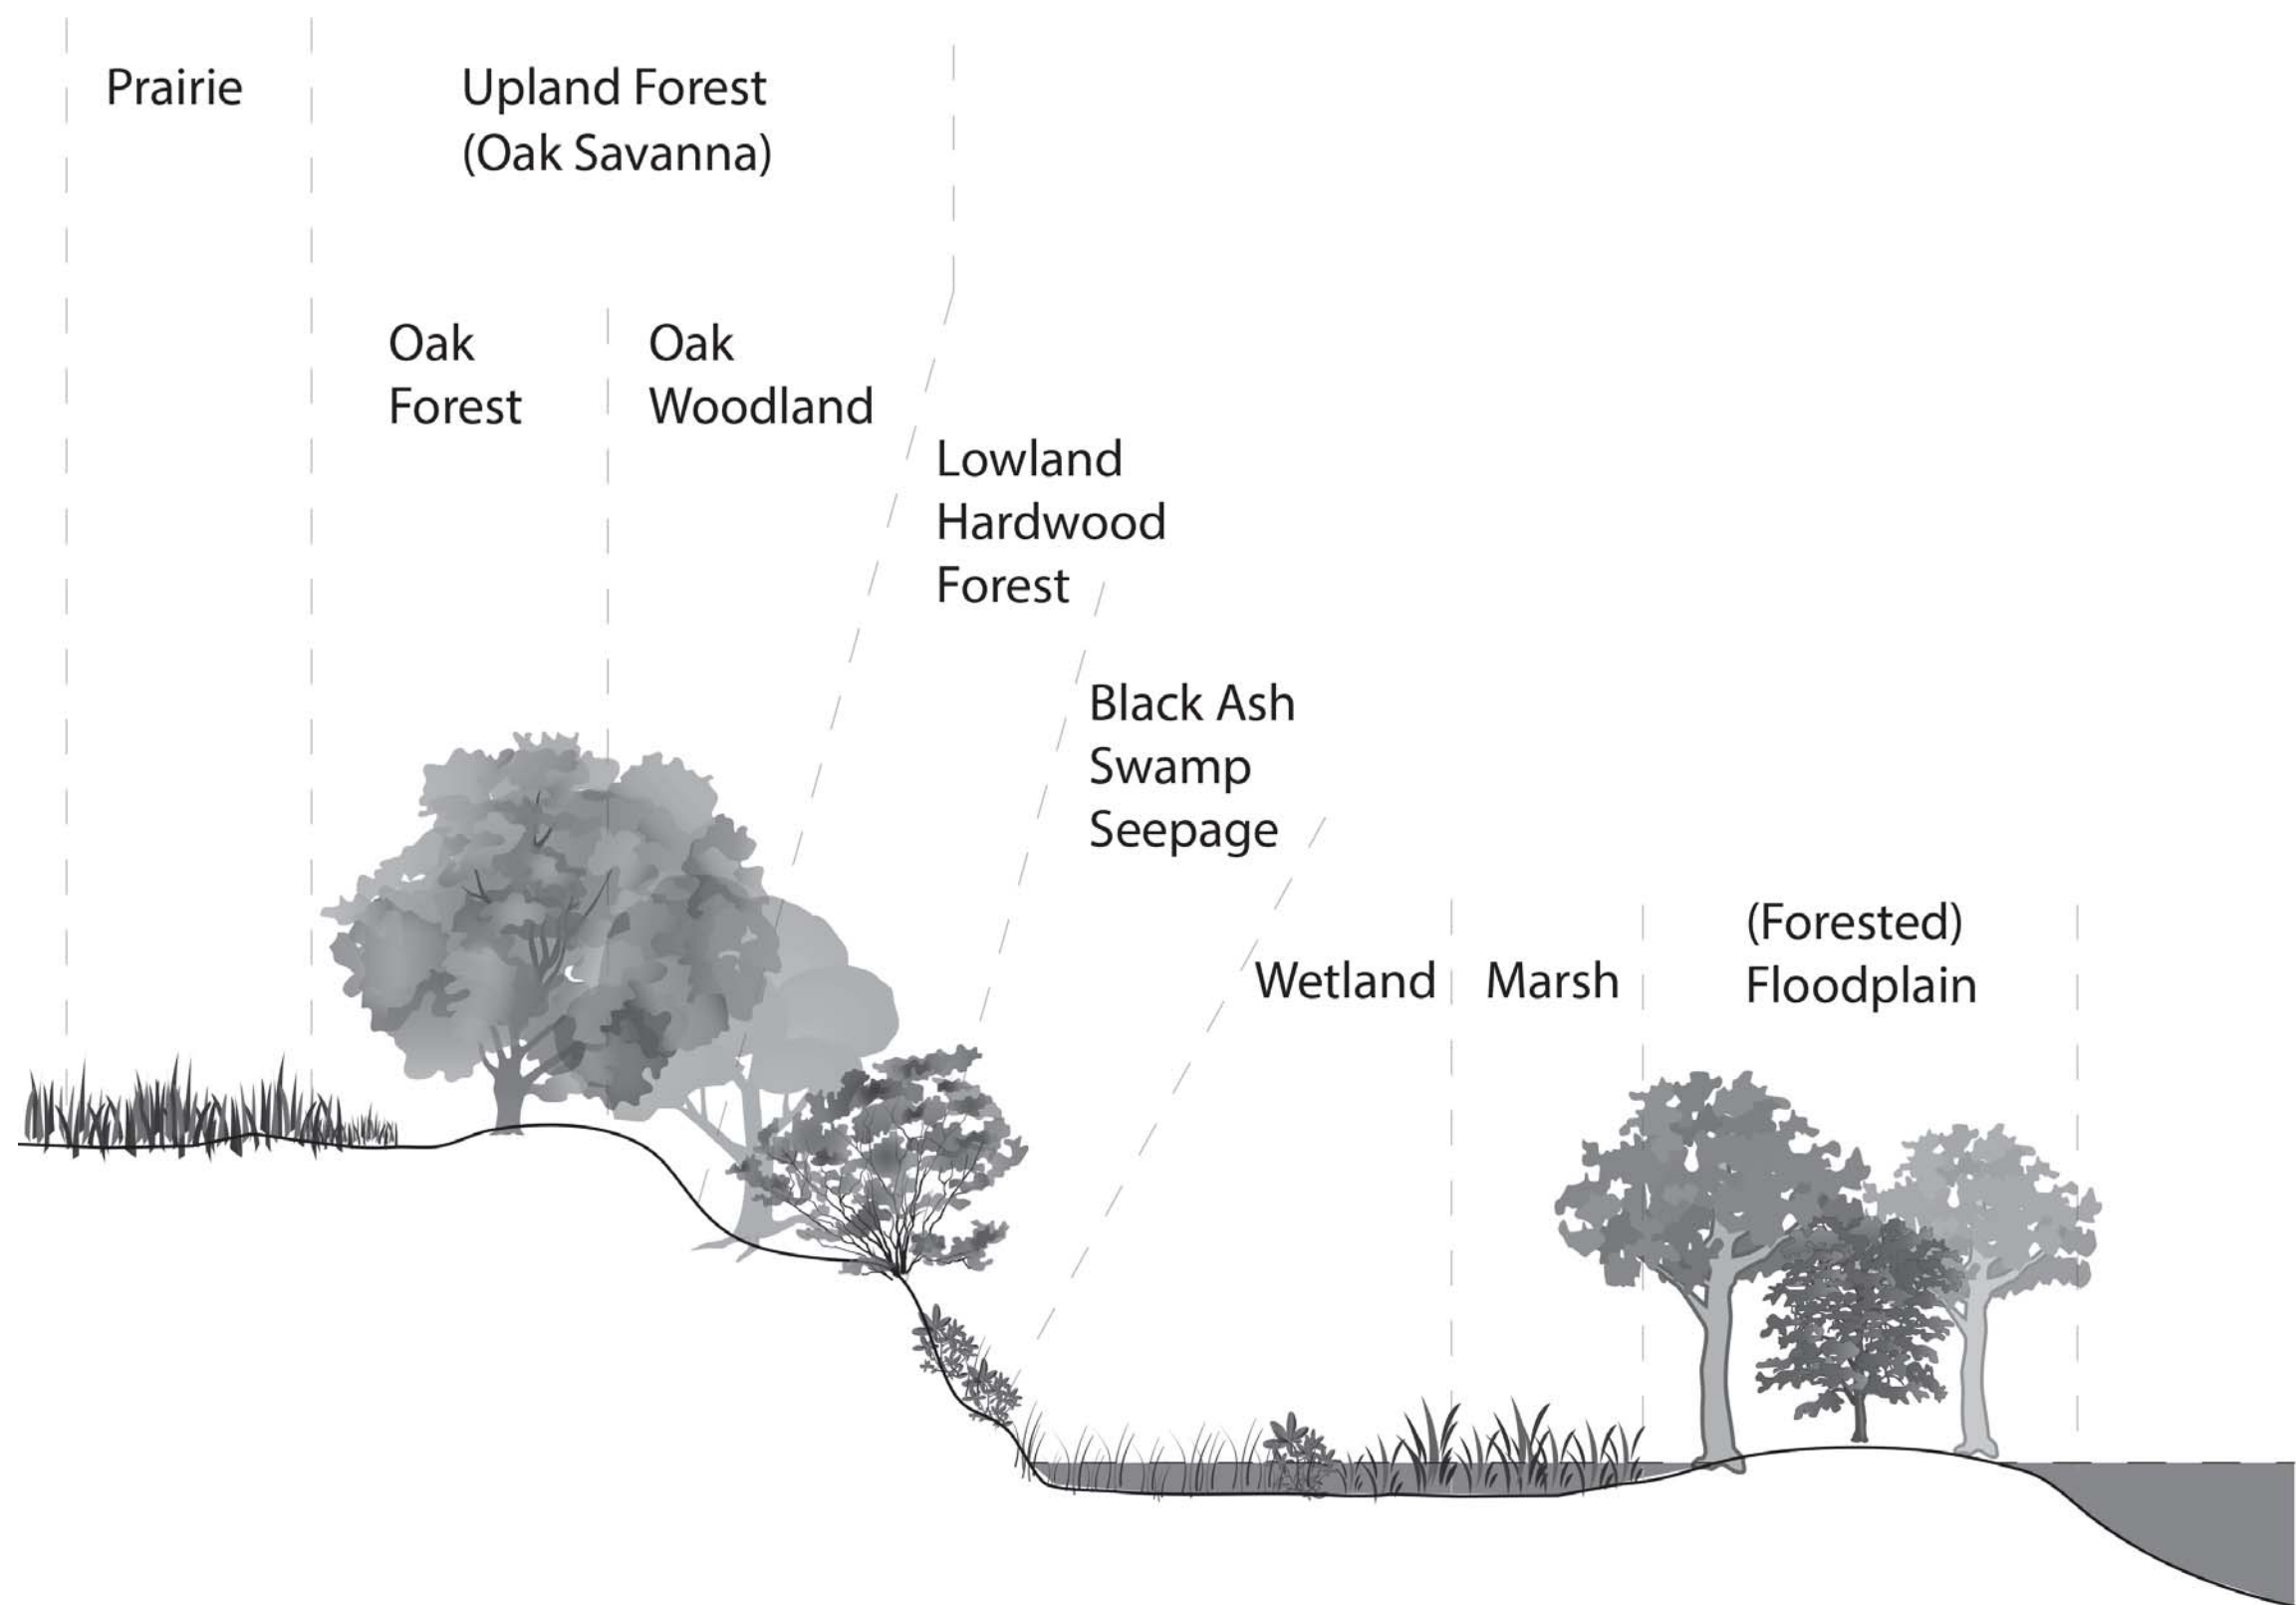 Prairie
Upland Forest
(Oak Savanna)
Oak
Forest
Oak
Woodland
Lowland
Hardwood
Forest
Black Ash
Swamp
Seepage
Wetland
Marsh
(Forested)
Floodplain